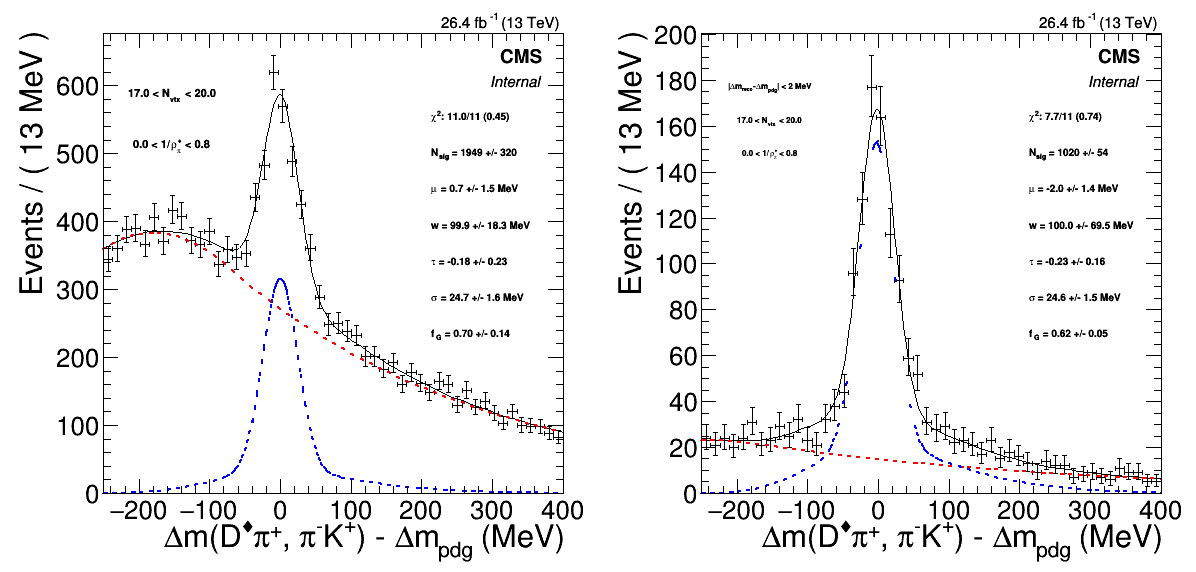 26.4 fb⁻¹ (13 TeV)
CMS
Internal
17.0 < N_vtx < 20.0
0.0 < 1/ρ_π^♦ < 0.8
χ²: 11.0/11 (0.45)
N_sig = 1949 +/- 320
μ = 0.7 +/- 1.5 MeV
w = 99.9 +/- 18.3 MeV
τ = -0.18 +/- 0.23
σ = 24.7 +/- 1.6 MeV
f_G = 0.70 +/- 0.14
Events / ( 13 MeV )
600
500
400
300
200
100
0
−200 −100 0 100 200 300 400
Δm(D^♦π⁺, π⁻K⁺) - Δm_pdg (MeV)
26.4 fb⁻¹ (13 TeV)
CMS
Internal
|Δm_reco-Δm_pdg| < 2 MeV
17.0 < N_vtx < 20.0
0.0 < 1/ρ_π^♦ < 0.8
χ²: 7.7/11 (0.74)
N_sig = 1020 +/- 54
μ = -2.0 +/- 1.4 MeV
w = 100.0 +/- 69.5 MeV
τ = -0.23 +/- 0.16
σ = 24.6 +/- 1.5 MeV
f_G = 0.62 +/- 0.05
Events / ( 13 MeV )
200
180
160
140
120
100
80
60
40
20
0
−200 −100 0 100 200 300 400
Δm(D^♦π⁺, π⁻K⁺) - Δm_pdg (MeV)